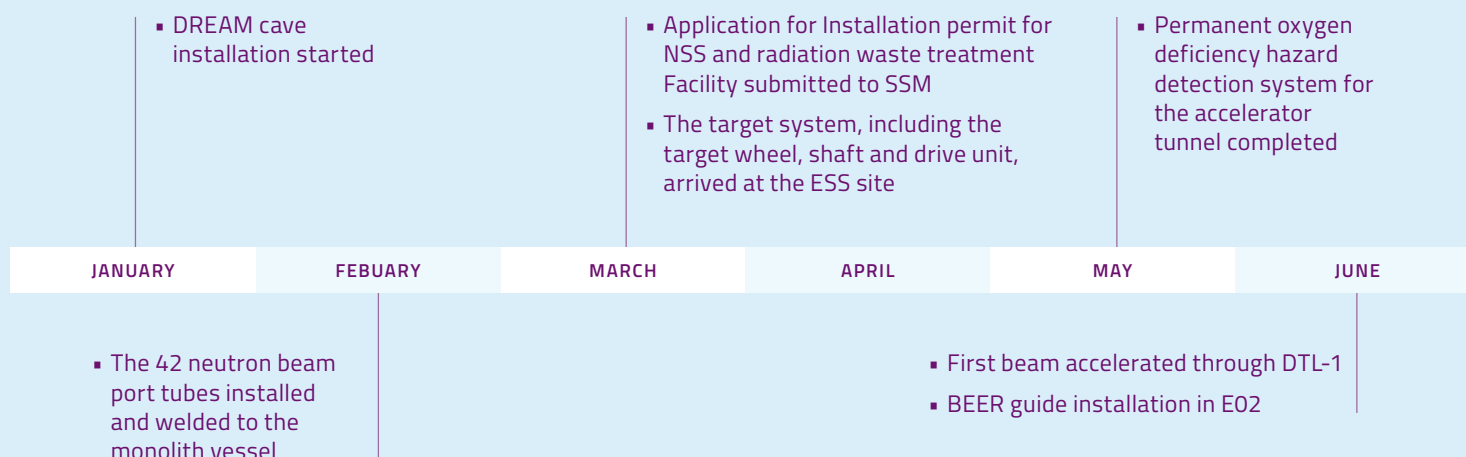 ▪ DREAM cave
installation started
▪ Application for Installation permit for
NSS and radiation waste treatment
Facility submitted to SSM
▪ The target system, including the
target wheel, shaft and drive unit,
arrived at the ESS site
▪ Permanent oxygen
deficiency hazard
detection system for
the accelerator
tunnel completed
JANUARY
FEBUARY
MARCH
APRIL
MAY
JUNE
▪ The 42 neutron beam
port tubes installed
and welded to the
monolith vessel
▪ First beam accelerated through DTL-1
▪ BEER guide installation in E02